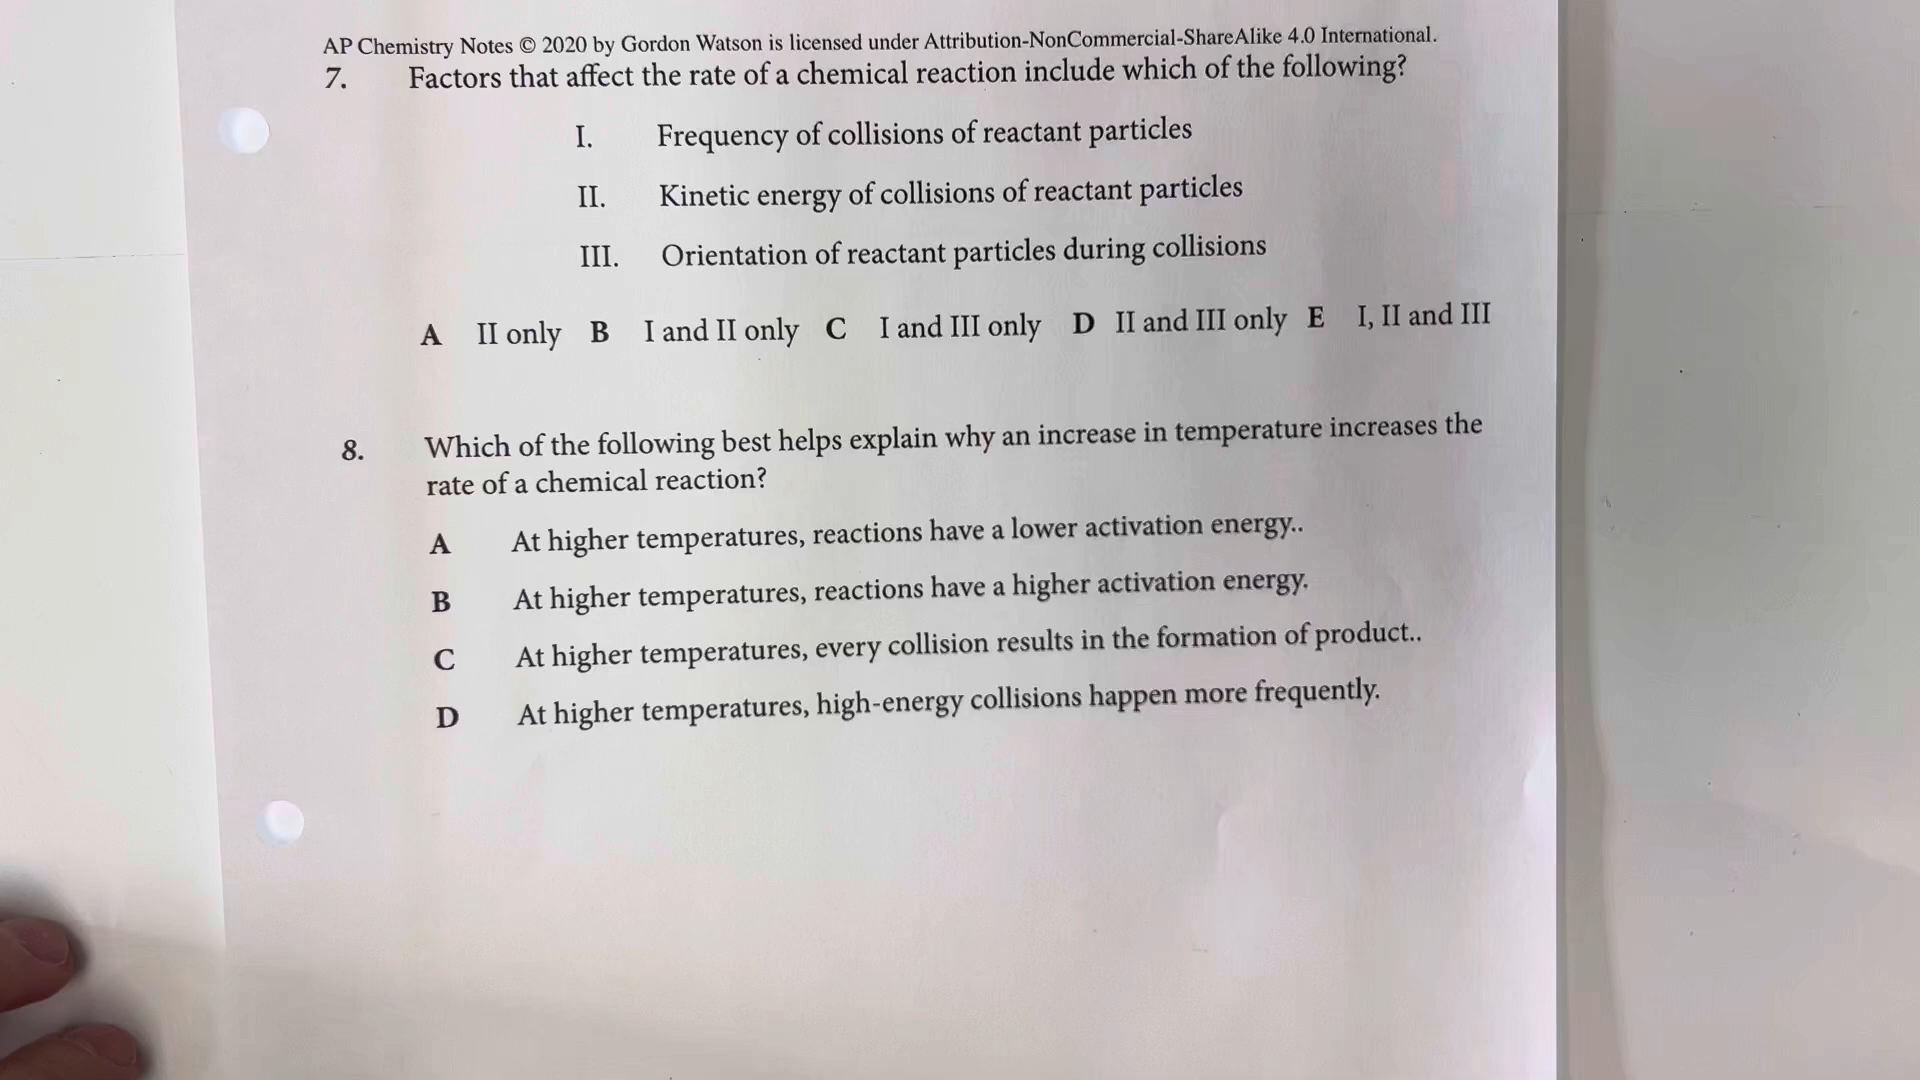 AP Chemistry Notes © 2020 by Gordon Watson is licensed under Attribution-NonCommercial-ShareAlike 4.0 International.
7. Factors that affect the rate of a chemical reaction include which of the following?
I. Frequency of collisions of reactant particles
II. Kinetic energy of collisions of reactant particles
III. Orientation of reactant particles during collisions
A II only B I and II only C I and III only D II and III only E I, II and III
8. Which of the following best helps explain why an increase in temperature increases the
rate of a chemical reaction?
A At higher temperatures, reactions have a lower activation energy..
B At higher temperatures, reactions have a higher activation energy.
C At higher temperatures, every collision results in the formation of product..
D At higher temperatures, high-energy collisions happen more frequently.